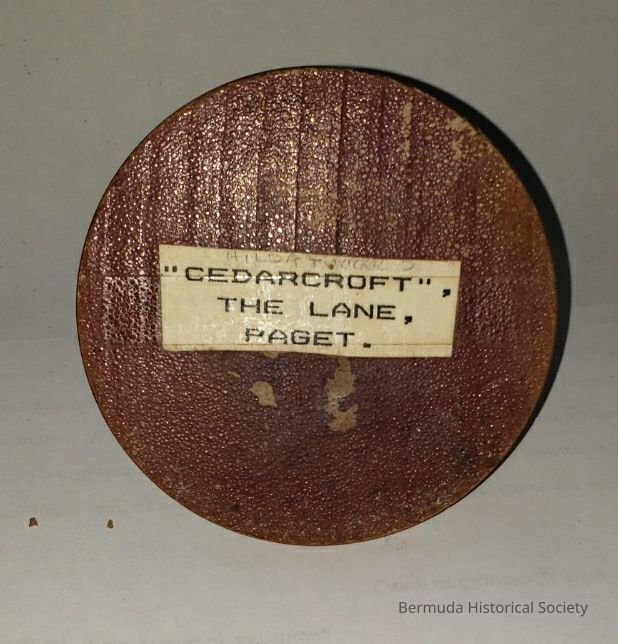 "CEDARCROFT",
THE LANE,
PAGET.
Bermuda Historical Society